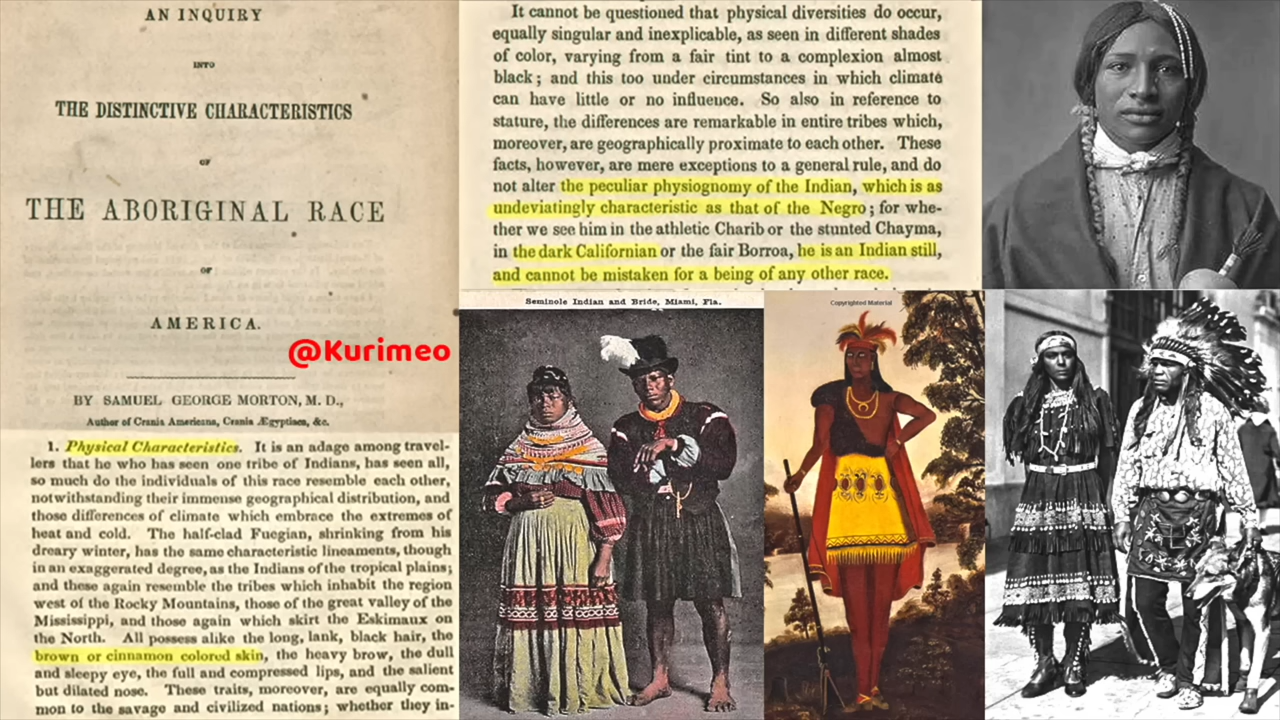 AN INQUIRY
INTO
THE DISTINCTIVE CHARACTERISTICS
OF
THE ABORIGINAL RACE
OF
AMERICA.
@Kurimeo
BY SAMUEL GEORGE MORTON, M. D.,
Author of Crania Americana, Crania Ægyptiaca, &c.
1. Physical Characteristics. It is an adage among travel-
lers that he who has seen one tribe of Indians, has seen all,
so much do the individuals of this race resemble each other,
notwithstanding their immense geographical distribution, and
those differences of climate which embrace the extremes of
heat and cold. The half-clad Fuegian, shrinking from his
dreary winter, has the same characteristic lineaments, though
in an exaggerated degree, as the Indians of the tropical plains;
and these again resemble the tribes which inhabit the region
west of the Rocky Mountains, those of the great valley of the
Mississippi, and those again which skirt the Eskimaux on
the North. All possess alike the long, lank, black hair, the
brown or cinnamon colored skin, the heavy brow, the dull
and sleepy eye, the full and compressed lips, and the salient
but dilated nose. These traits, moreover, are equally com-
mon to the savage and civilized nations; whether they in-
It cannot be questioned that physical diversities do occur,
equally singular and inexplicable, as seen in different shades
of color, varying from a fair tint to a complexion almost
black; and this too under circumstances in which climate
can have little or no influence. So also in reference to
stature, the differences are remarkable in entire tribes which,
moreover, are geographically proximate to each other. These
facts, however, are mere exceptions to a general rule, and do
not alter the peculiar physiognomy of the Indian, which is as
undeviatingly characteristic as that of the Negro; for whe-
ther we see him in the athletic Charib or the stunted Chayma,
in the dark Californian or the fair Borroa, he is an Indian still,
and cannot be mistaken for a being of any other race.
Seminole Indian and Bride, Miami, Fla.
Copyrighted Material